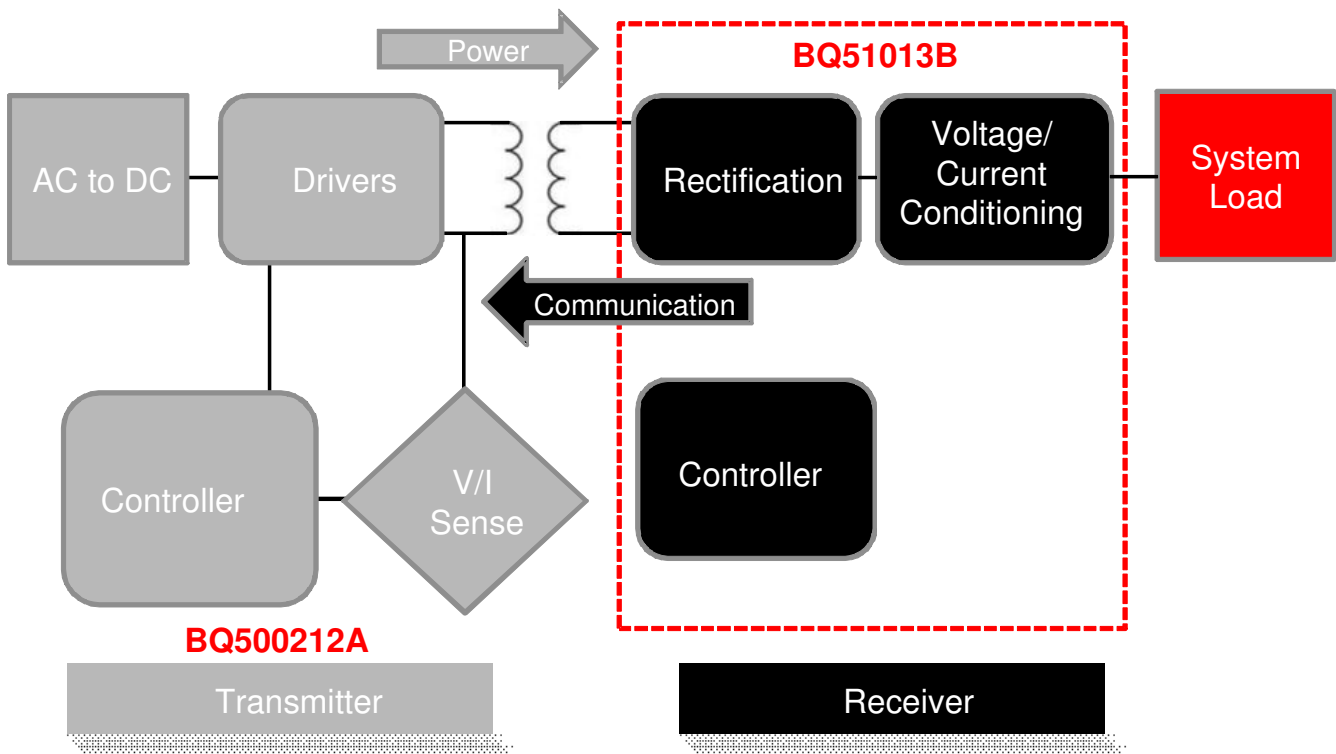 Power
BQ51013B
AC to DC
Drivers
Rectification
Voltage/
Current
Conditioning
System
Load
Communication
Controller
V/I
Sense
Controller
BQ500212A
Transmitter
Receiver